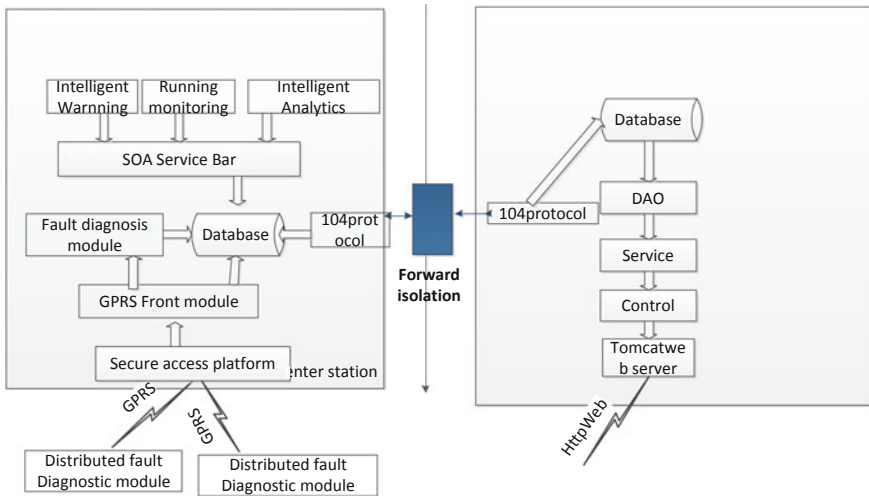 Intelligent
Warnning
Running
monitoring
Intelligent
Analytics
SOA Service Bar
Fault diagnosis
module
Database
104prot
ocol
GPRS Front module
Secure access platform
enter station
GPRS
GPRS
Distributed fault
Diagnostic module
Distributed fault
Diagnostic module
Forward
isolation
Database
104protocol
DAO
Service
Control
Tomcatwe
b server
HttpWeb